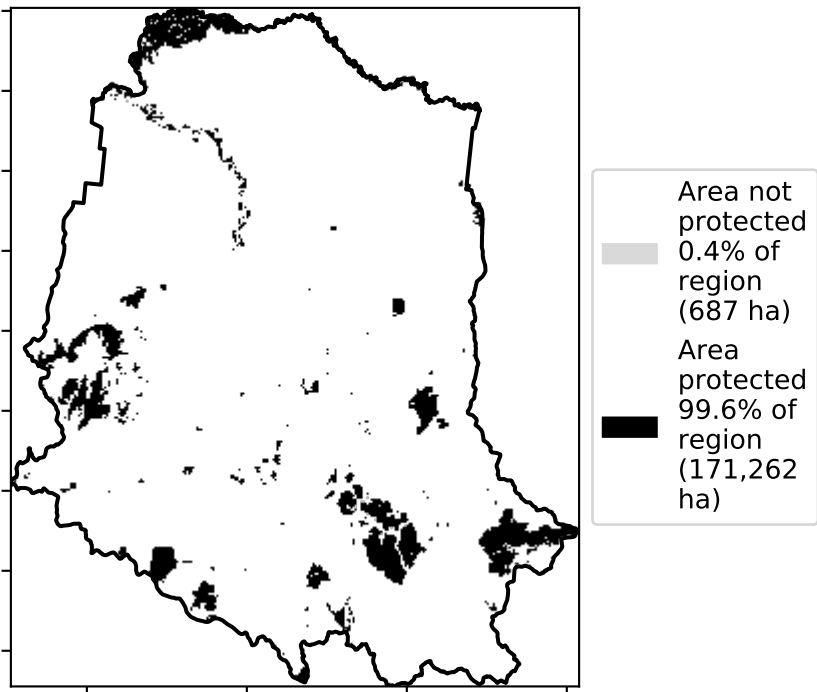 Area not
protected
0.4% of
region
(687 ha)
Area
protected
99.6% of
region
(171,262
ha)